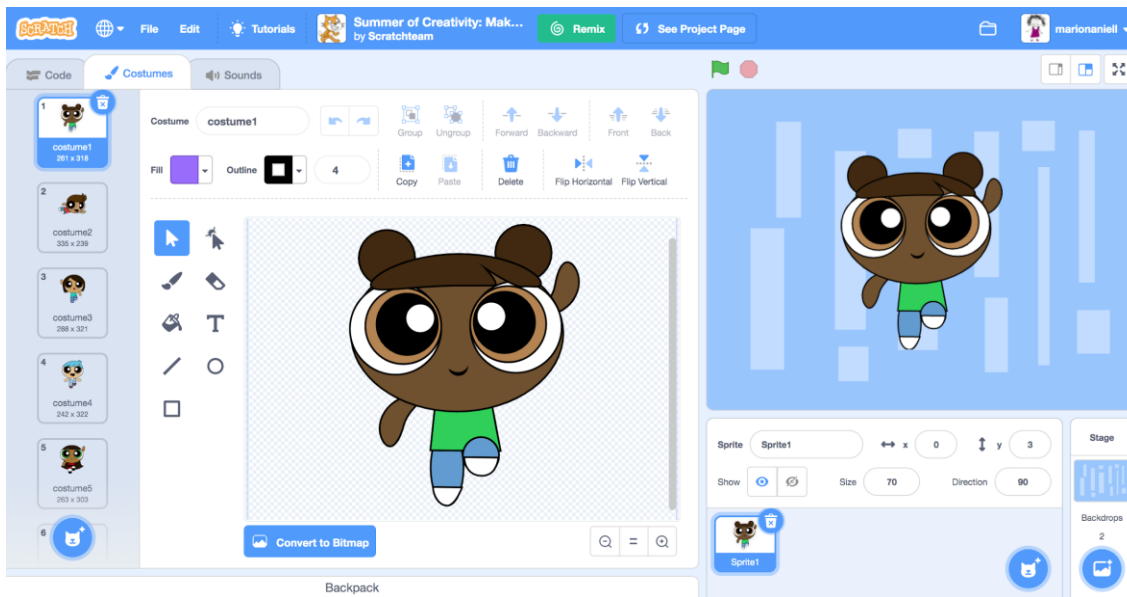 SCRATCH
File
Edit
Tutorials
Summer of Creativity: Mak...
by Scratchteam
Remix
See Project Page
marionaniell
Code
Costumes
Sounds
1
costume1
261 x 318
2
costume2
335 x 239
3
costume3
288 x 321
4
costume4
242 x 322
5
costume5
263 x 303
6
Costume
costume1
Group
Ungroup
Forward
Backward
Front
Back
Fill
Outline
4
Copy
Paste
Delete
Flip Horizontal
Flip Vertical
T
Convert to Bitmap
Backpack
Sprite
Sprite1
x
0
y
3
Show
Size
70
Direction
90
Sprite1
Stage
Backdrops
2